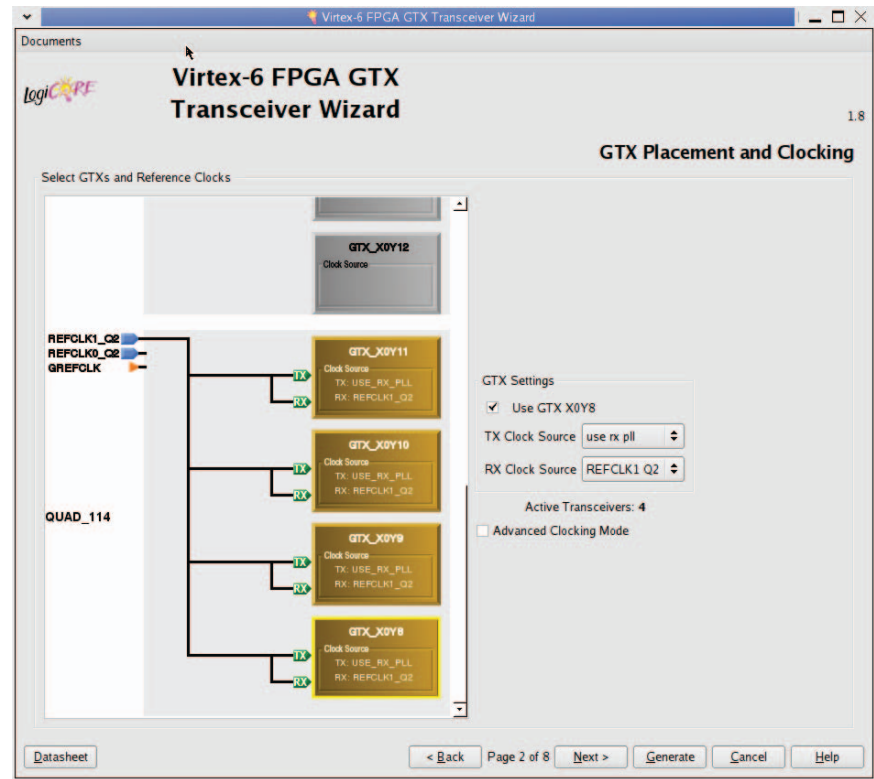 Virtex-6 FPGA GTX Transceiver Wizard
Documents
LogiCORE
Virtex-6 FPGA GTX
Transceiver Wizard
1.8
GTX Placement and Clocking
Select GTXs and Reference Clocks
GTX_X0Y12
Clock Source
REFCLK1_Q2
REFCLK0_Q2
GREFCLK
GTX_X0Y11
Clock Source
TX TX: USE_RX_PLL
RX RX: REFCLK1_Q2
GTX_X0Y10
Clock Source
TX TX: USE_RX_PLL
RX RX: REFCLK1_Q2
QUAD_114
GTX_X0Y9
Clock Source
TX TX: USE_RX_PLL
RX RX: REFCLK1_Q2
GTX_X0Y8
Clock Source
TX TX: USE_RX_PLL
RX RX: REFCLK1_Q2
GTX Settings
Use GTX X0Y8
TX Clock Source use rx pll
RX Clock Source REFCLK1 Q2
Active Transceivers: 4
Advanced Clocking Mode
Datasheet < Back Page 2 of 8 Next > Generate Cancel Help